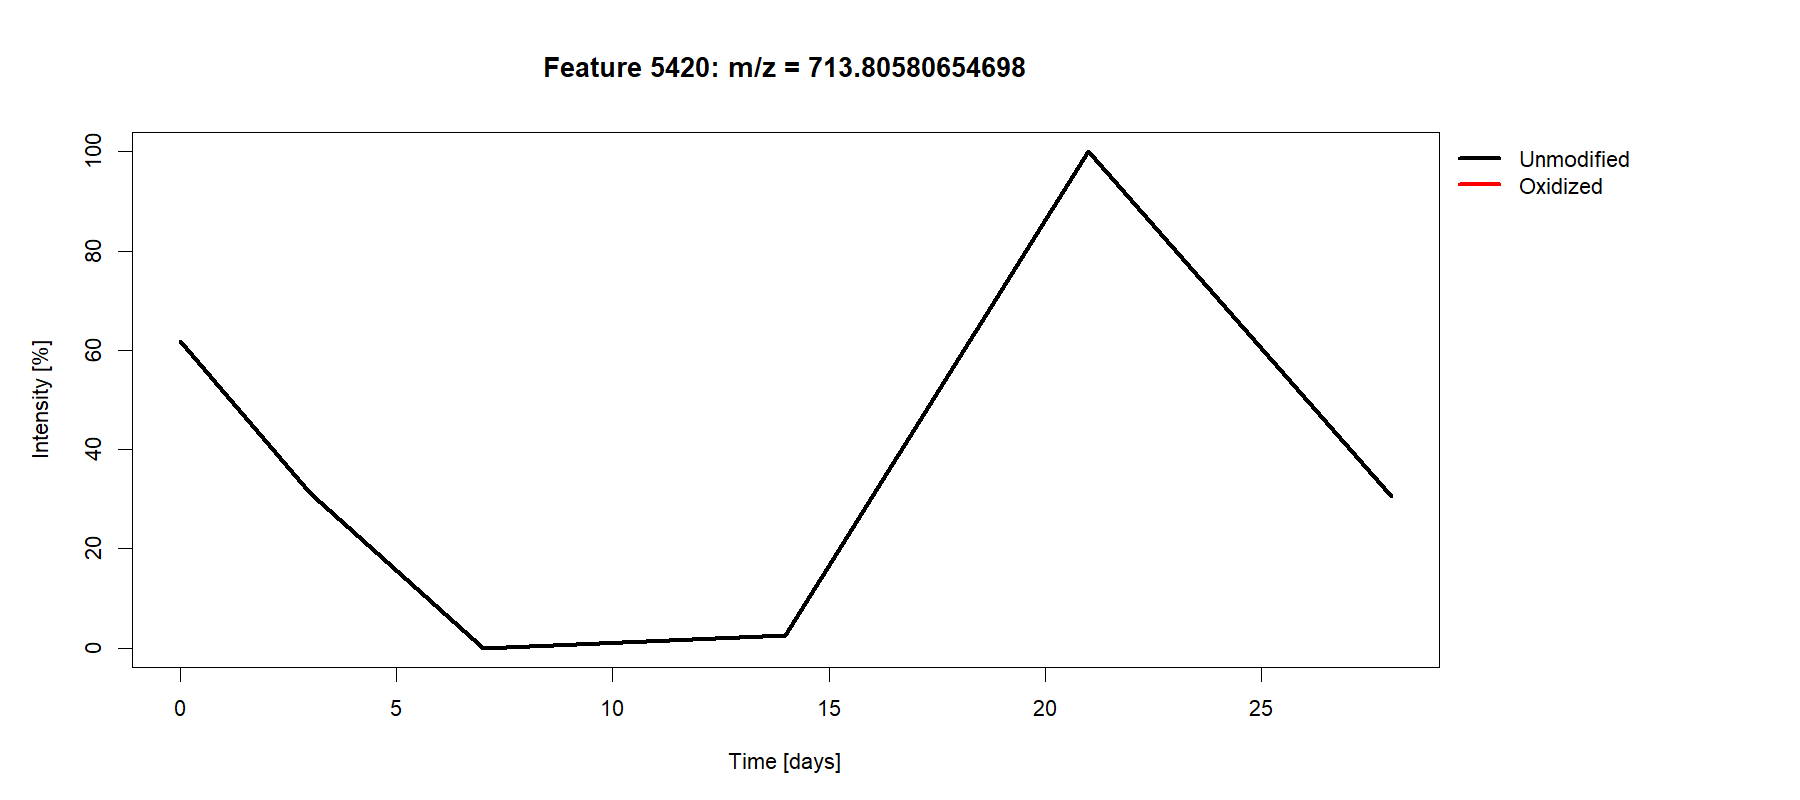 Feature 5420: m/z = 713.80580654698
Unmodified
Oxidized
Intensity [%]
100
80
60
40
20
0
0 5 10 15 20 25
Time [days]